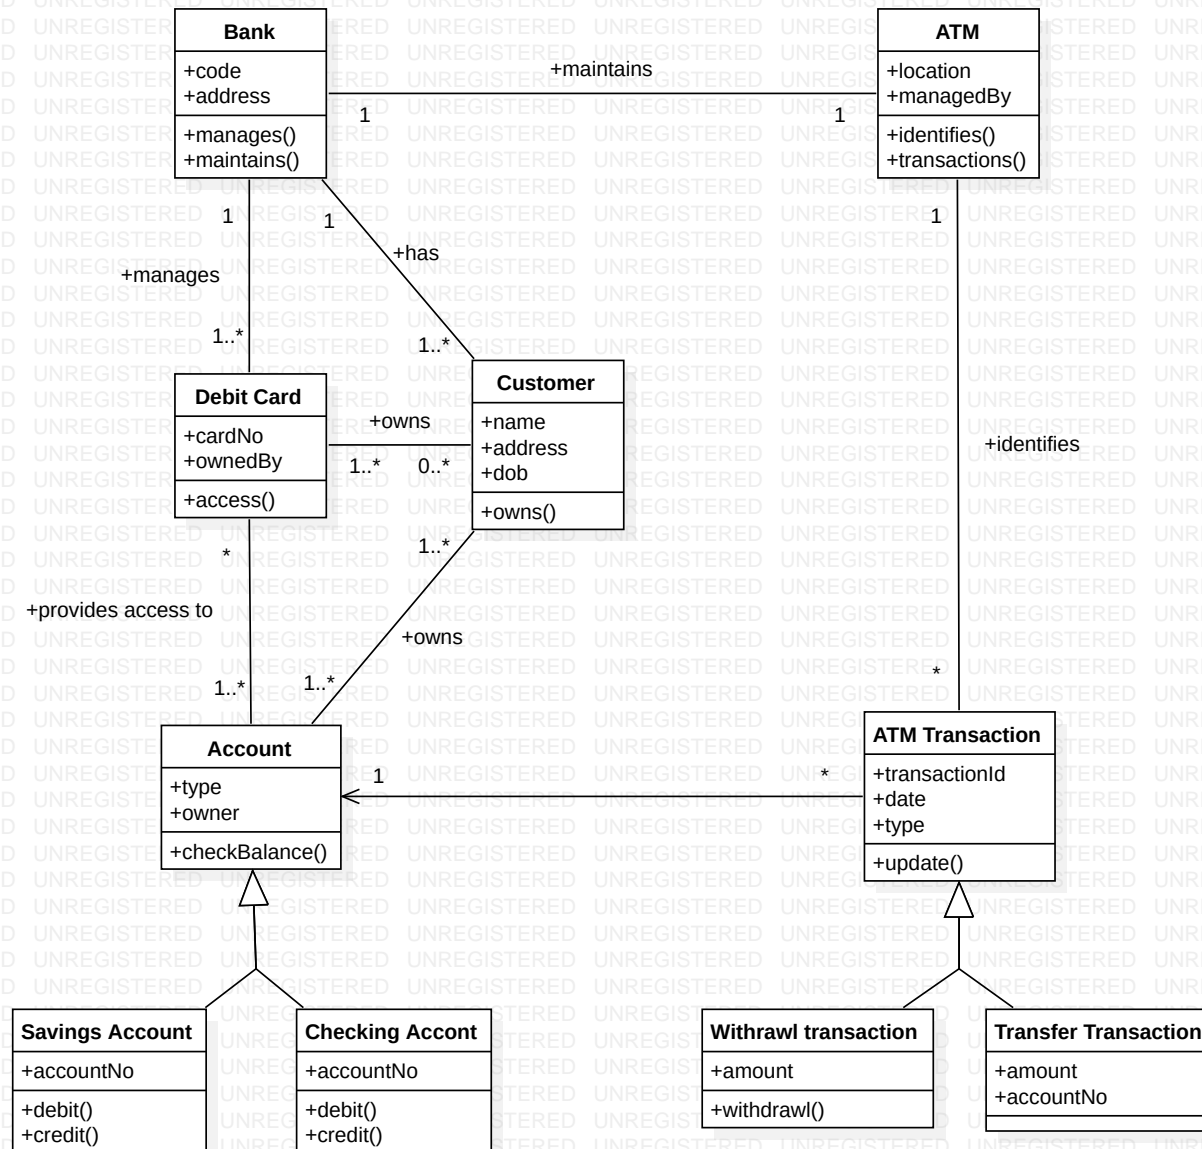 Bank
+code
+address
+manages()
+maintains()
+maintains
1
1
ATM
+location
+managedBy
+identifies()
+transactions()
1
+manages
1..*
1
+has
1..*
1
+identifies
*
Debit Card
+cardNo
+ownedBy
+access()
+owns
1..*
0..*
Customer
+name
+address
+dob
+owns()
*
+provides access to
1..*
1..*
+owns
1..*
Account
+type
+owner
+checkBalance()
1
*
ATM Transaction
+transactionId
+date
+type
+update()
Savings Account
+accountNo
+debit()
+credit()
Checking Accont
+accountNo
+debit()
+credit()
Withrawl transaction
+amount
+withdrawl()
Transfer Transaction
+amount
+accountNo
UNREGISTERED